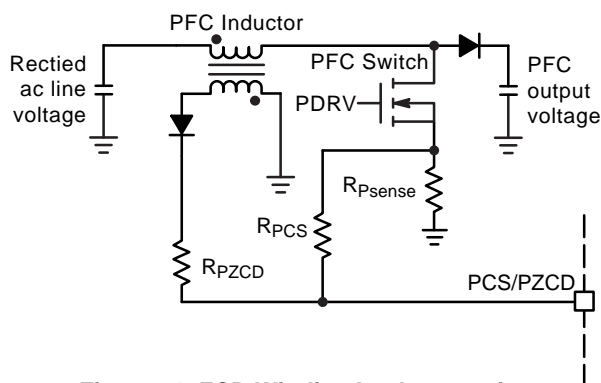 PFC Inductor
Rectied
ac line
voltage
PFC Switch
PDRV
PFC
output
voltage
RPsense
RPCS
RPZCD
PCS/PZCD